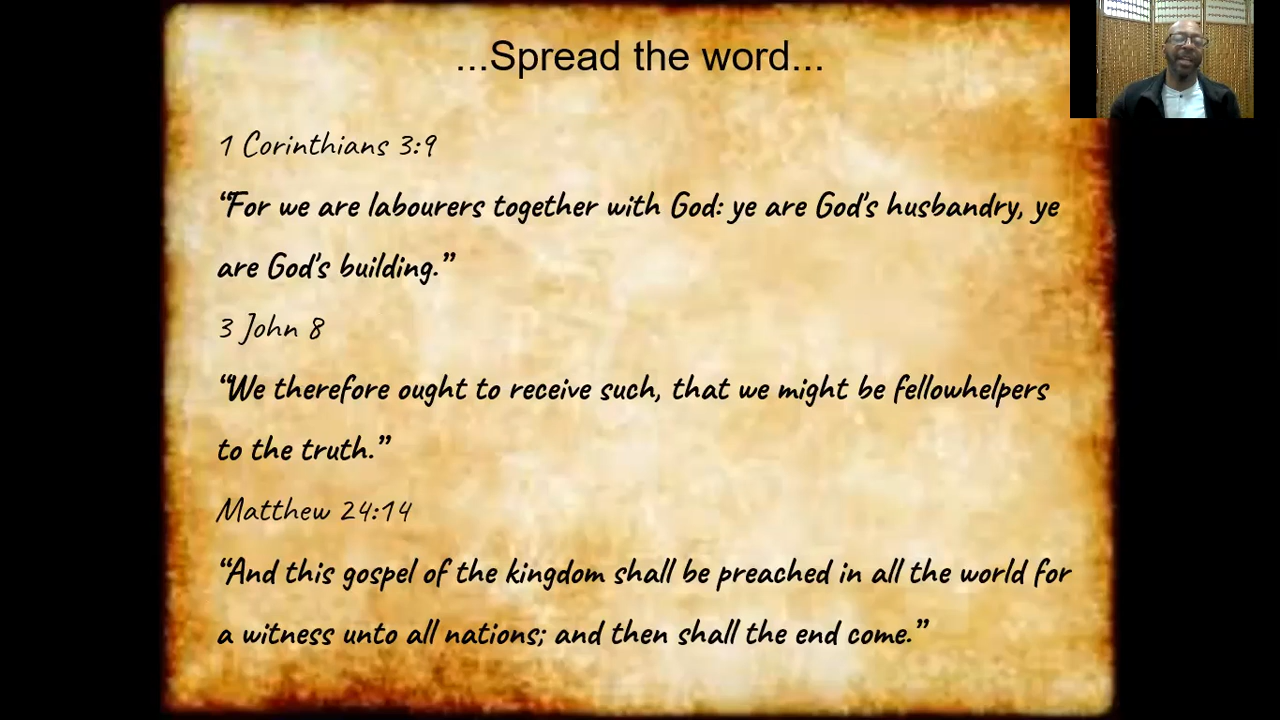 ...Spread the word...
1 Corinthians 3:9
“For we are labourers together with God: ye are God's husbandry, ye
are God's building.”
3 John 8
“We therefore ought to receive such, that we might be fellowhelpers
to the truth.”
Matthew 24:14
“And this gospel of the kingdom shall be preached in all the world for
a witness unto all nations; and then shall the end come.”